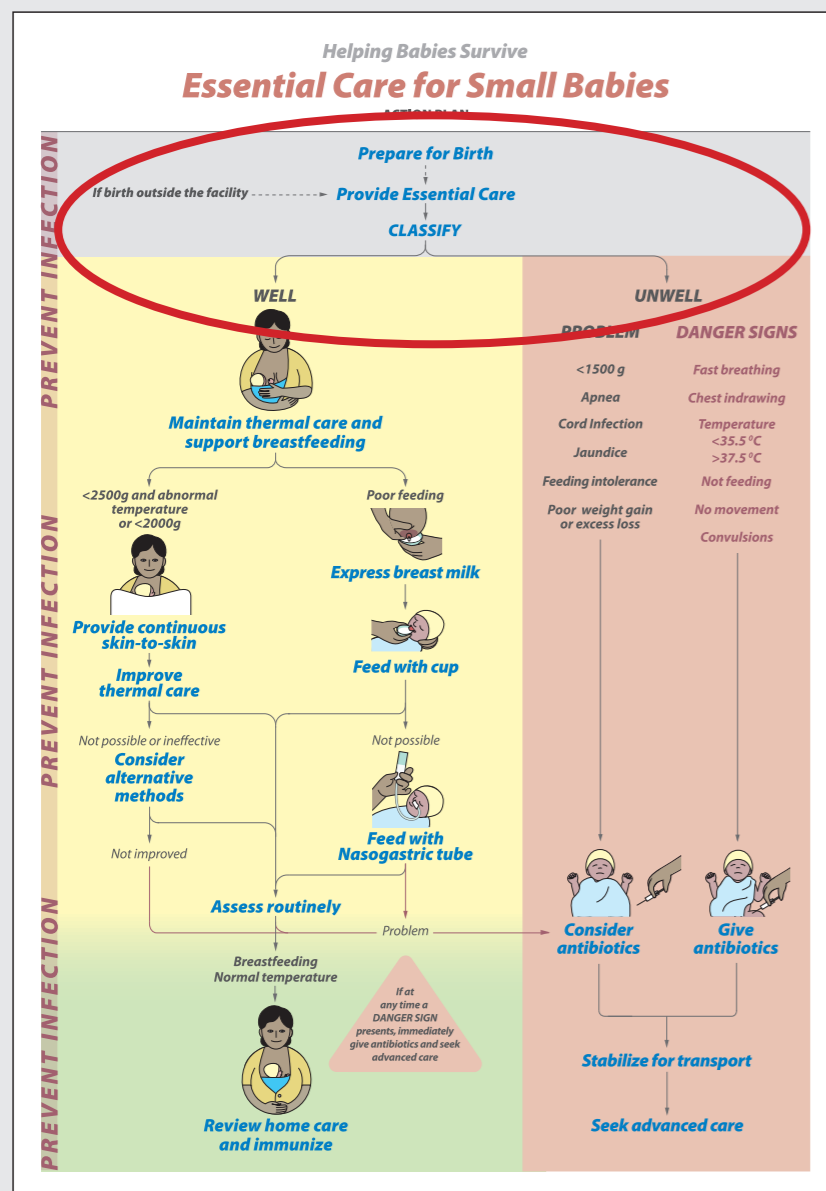 Helping Babies Survive
Essential Care for Small Babies
ACTION PLAN
PREVENT INFECTION
Prepare for Birth
If birth outside the facility
Provide Essential Care
CLASSIFY
WELL
UNWELL
PROBLEM
DANGER SIGNS
<1500 g
Fast breathing
Apnea
Chest indrawing
Cord Infection
Temperature
<35.5 °C
>37.5 °C
Jaundice
Feeding intolerance
Not feeding
Poor weight gain
or excess loss
No movement
Convulsions
Maintain thermal care and
support breastfeeding
<2500g and abnormal
temperature
or <2000g
Poor feeding
PREVENT INFECTION
Express breast milk
Provide continuous
skin-to-skin
Improve
thermal care
Feed with cup
Not possible or ineffective
Consider
alternative
methods
Not possible
Not improved
Feed with
Nasogastric tube
PREVENT INFECTION
Assess routinely
Problem
Consider
antibiotics
Give
antibiotics
Breastfeeding
Normal temperature
If at
any time a
DANGER SIGN
presents, immediately
give antibiotics and seek
advanced care
Stabilize for transport
Review home care
and immunize
Seek advanced care